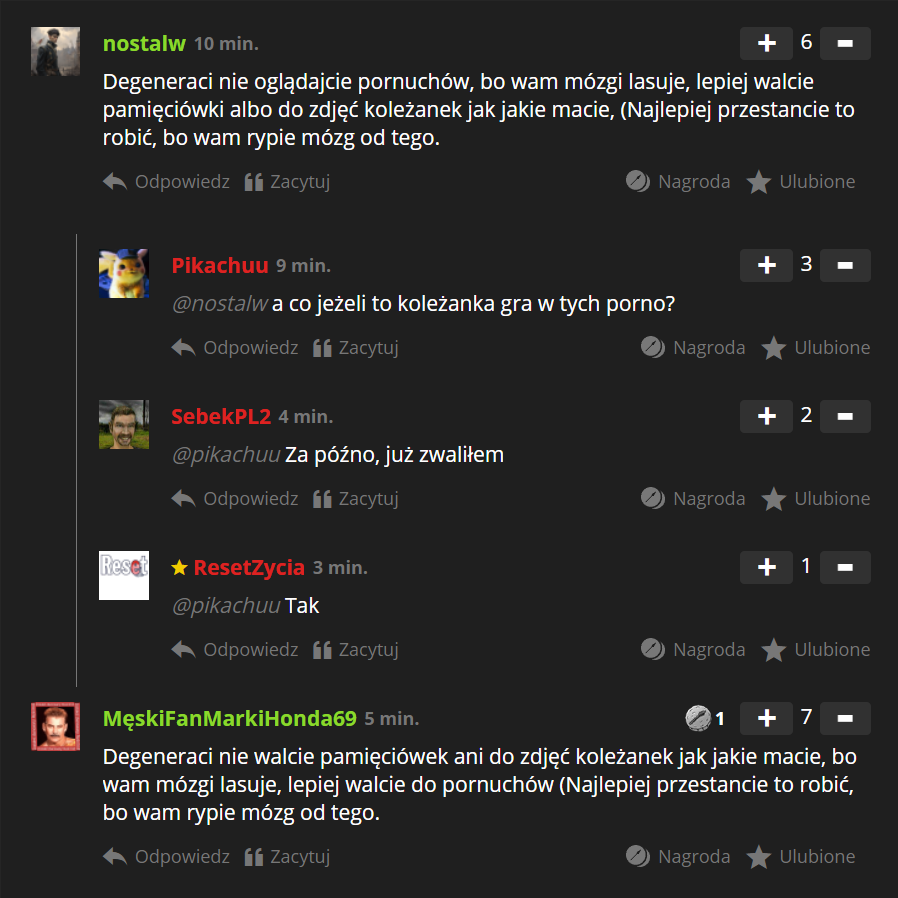 nostalw 10 min. + 6 -
Degeneraci nie oglądajcie pornuchów, bo wam mózgi lasuje, lepiej walcie
pamięciówki albo do zdjęć koleżanek jak jakie macie, (Najlepiej przestancie to
robić, bo wam rypie mózg od tego.
Odpowiedz Zacytuj Nagroda Ulubione
Pikachuu 9 min. + 3 -
@nostalw a co jeżeli to koleżanka gra w tych porno?
Odpowiedz Zacytuj Nagroda Ulubione
SebekPL2 4 min. + 2 -
@pikachuu Za późno, już zwaliłem
Odpowiedz Zacytuj Nagroda Ulubione
Reset ResetZycia 3 min. + 1 -
@pikachuu Tak
Odpowiedz Zacytuj Nagroda Ulubione
MęskiFanMarkiHonda69 5 min. 1 + 7 -
Degeneraci nie walcie pamięciówek ani do zdjęć koleżanek jak jakie macie, bo
wam mózgi lasuje, lepiej walcie do pornuchów (Najlepiej przestancie to robić,
bo wam rypie mózg od tego.
Odpowiedz Zacytuj Nagroda Ulubione